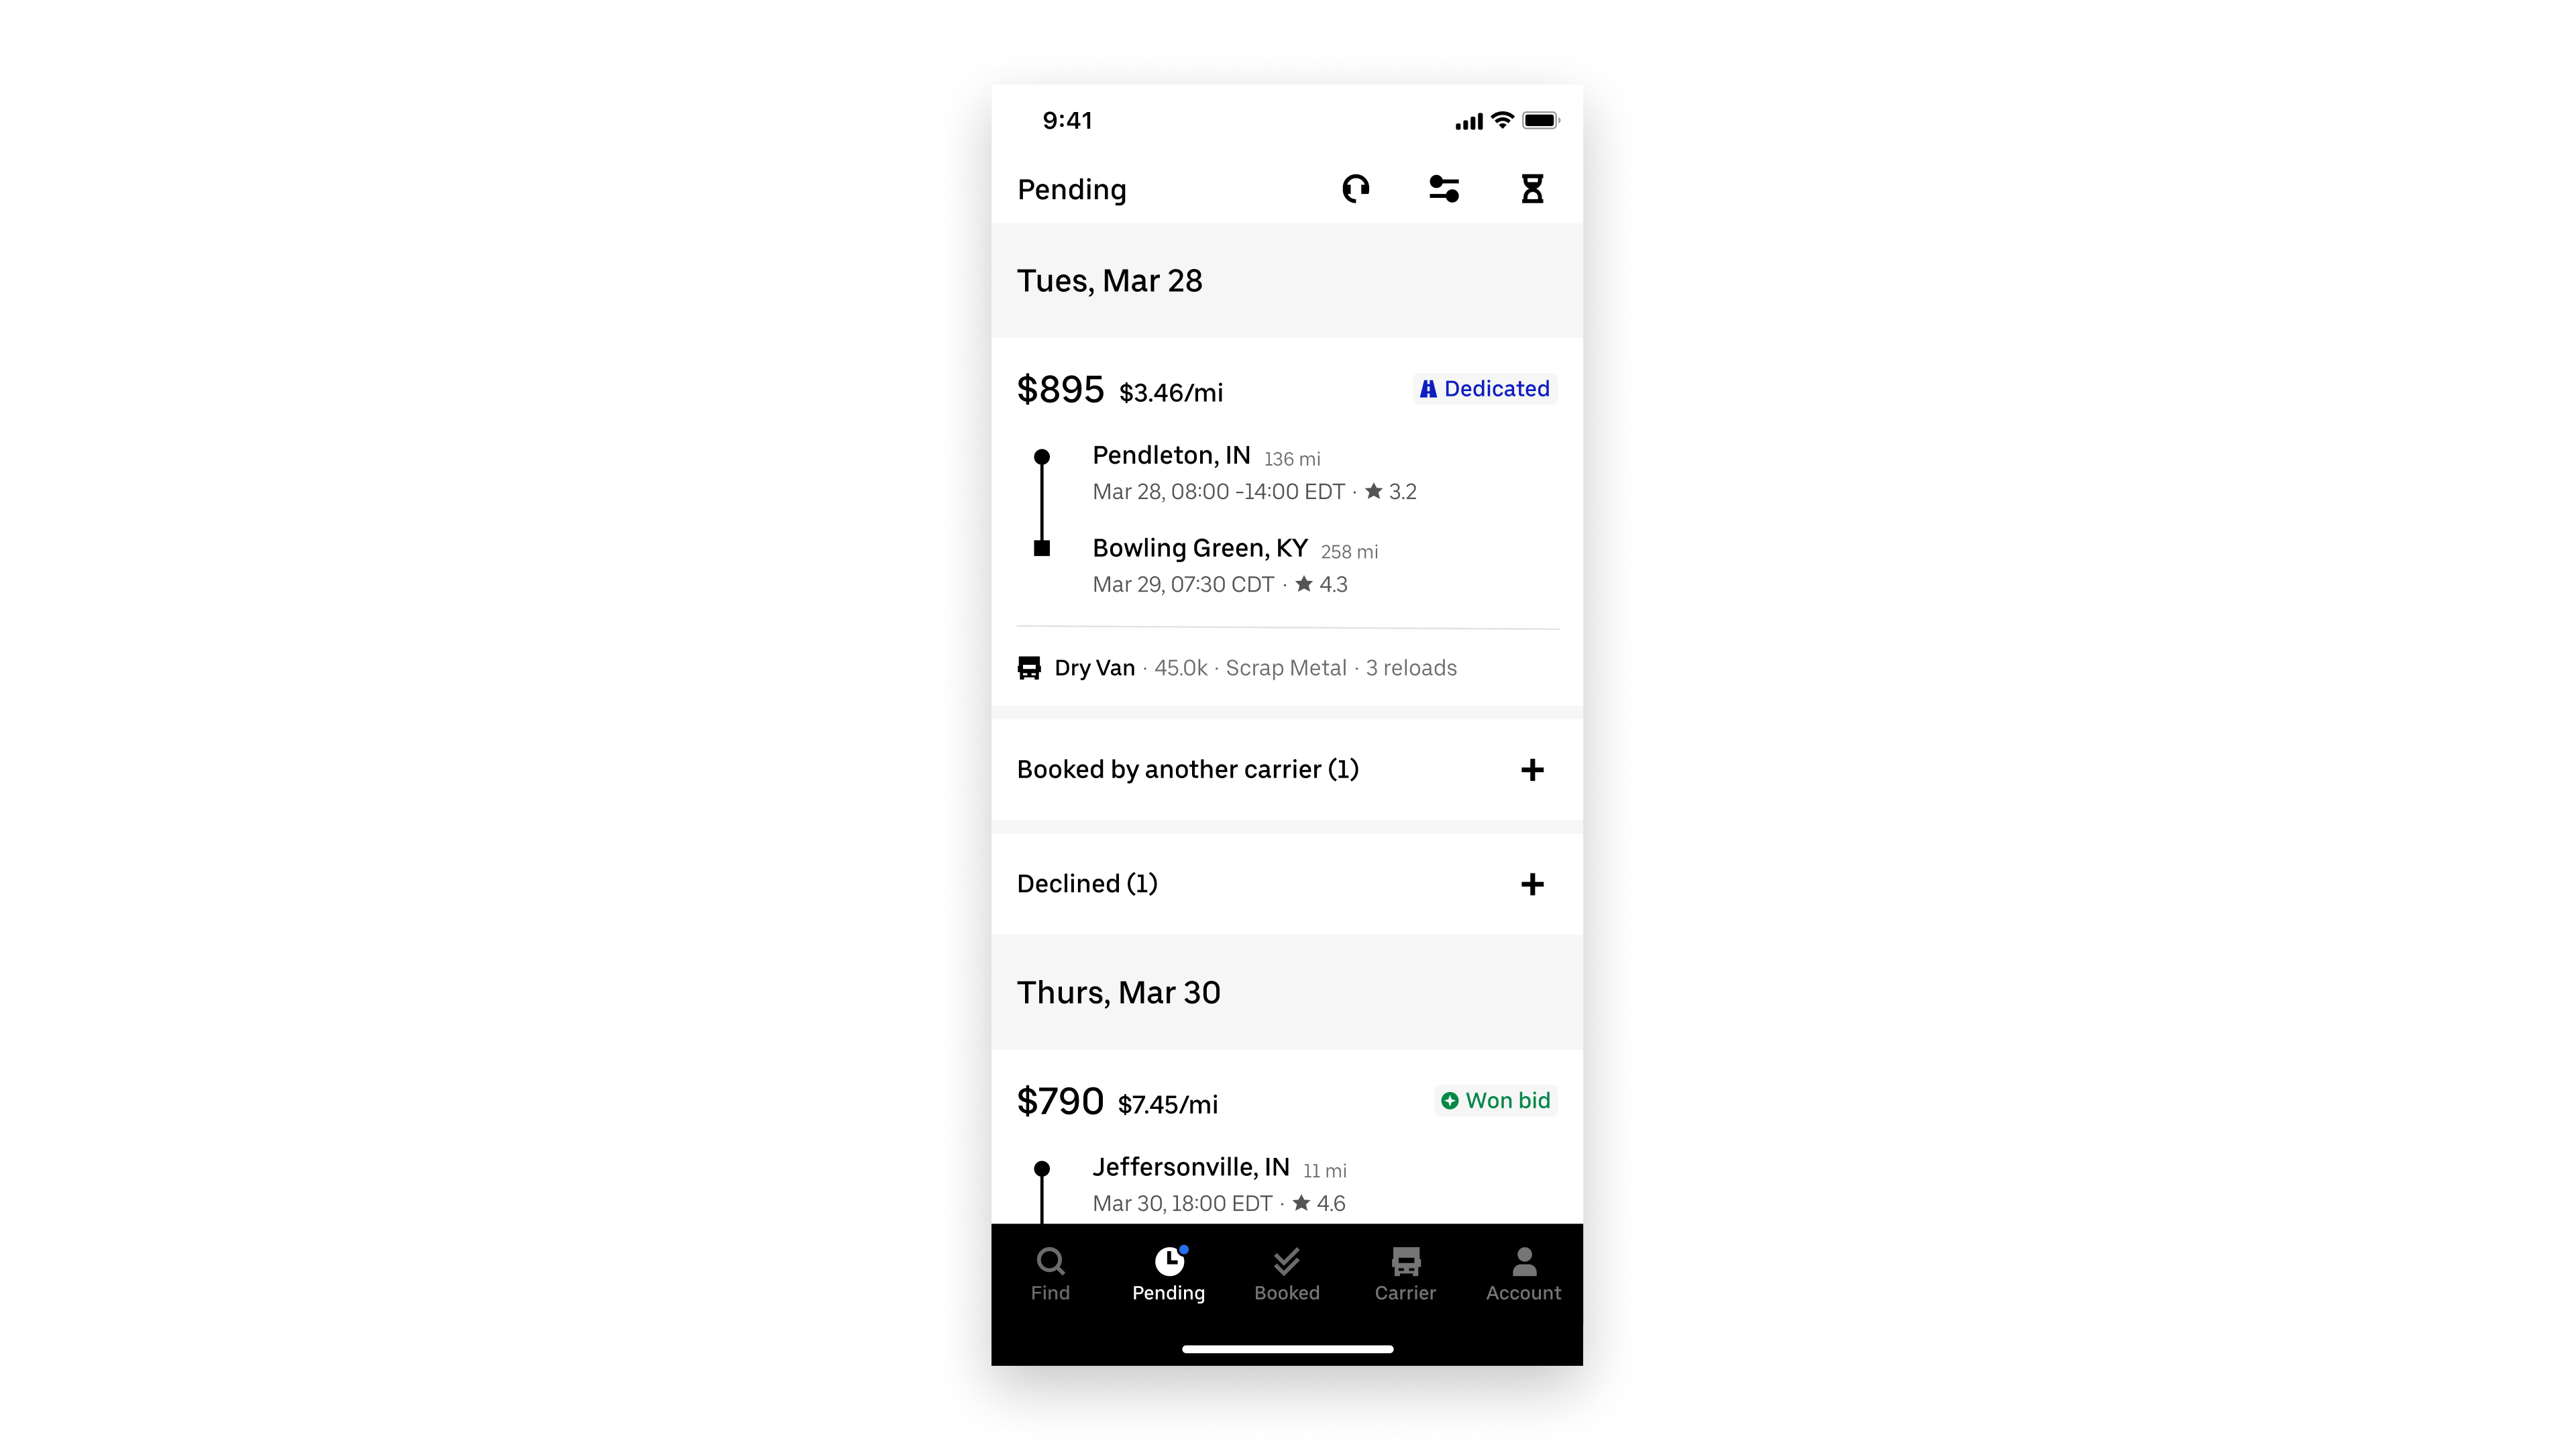 9:41
Pending
Tues, Mar 28
$895 $3.46/mi Dedicated
Pendleton, IN 136 mi
Mar 28, 08:00 -14:00 EDT · ★ 3.2
Bowling Green, KY 258 mi
Mar 29, 07:30 CDT · ★ 4.3
Dry Van · 45.0k · Scrap Metal · 3 reloads
Booked by another carrier (1)
Declined (1)
Thurs, Mar 30
$790 $7.45/mi Won bid
Jeffersonville, IN 11 mi
Mar 30, 18:00 EDT · ★ 4.6
Find Pending Booked Carrier Account